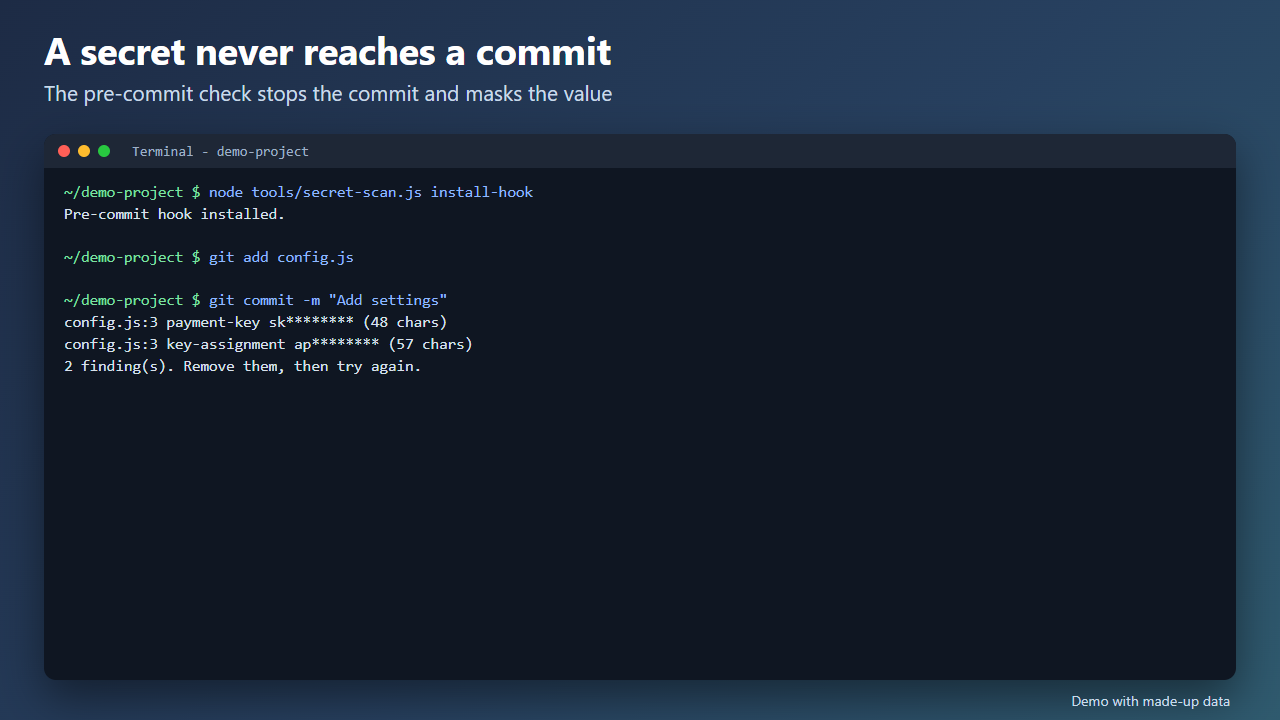 A secret never reaches a commit
The pre-commit check stops the commit and masks the value
Terminal - demo-project
~/demo-project $ node tools/secret-scan.js install-hook
Pre-commit hook installed.
~/demo-project $ git add config.js
~/demo-project $ git commit -m "Add settings"
config.js:3 payment-key sk******** (48 chars)
config.js:3 key-assignment ap******** (57 chars)
2 finding(s). Remove them, then try again.
Demo with made-up data